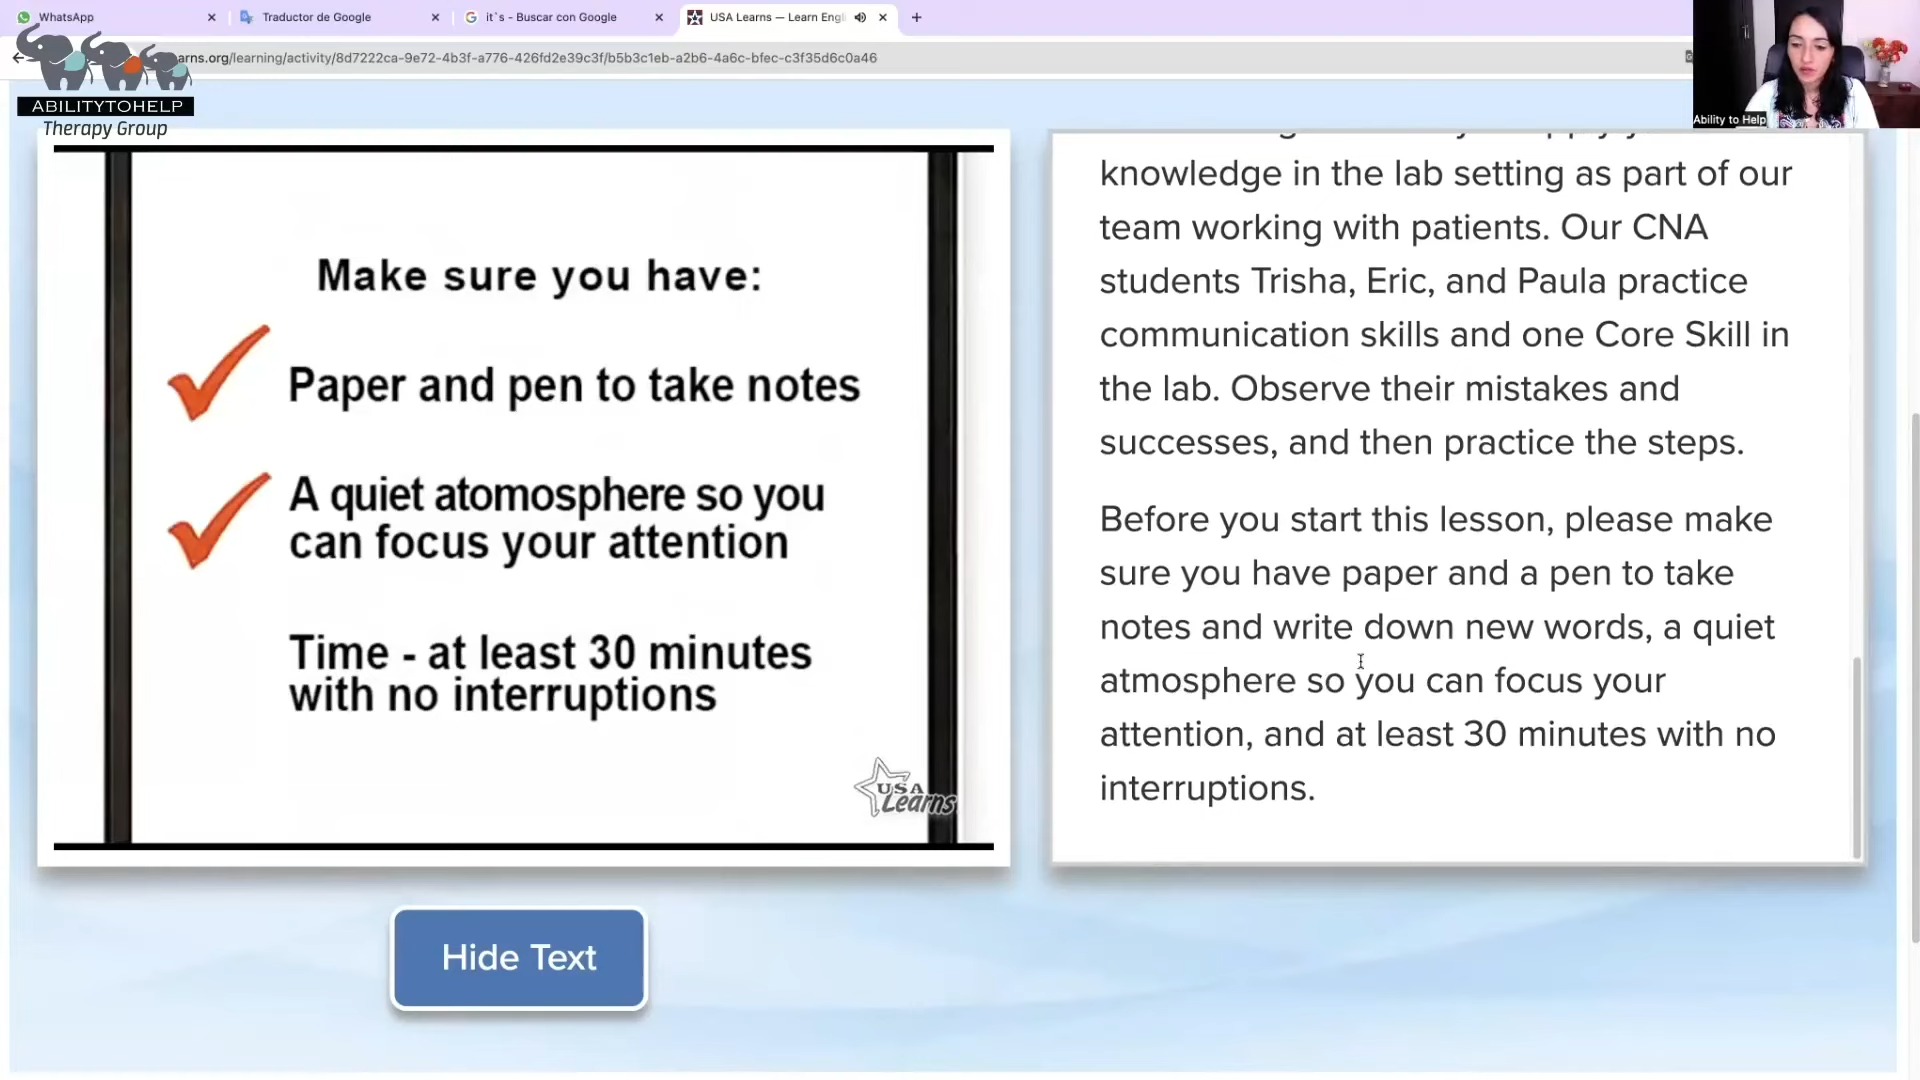 WhatsApp
Traductor de Google
it`s - Buscar con Google
USA Learns — Learn Engl
arns.org/learning/activity/8d7222ca-9e72-4b3f-a776-426fd2e39c3f/b5b3c1eb-a2b6-4a6c-bfec-c3f35d6c0a46
ABILITYTOHELP
Therapy Group
Ability to Help
Make sure you have:
Paper and pen to take notes
A quiet atomosphere so you
can focus your attention
Time - at least 30 minutes
with no interruptions
USA
Learns
knowledge in the lab setting as part of our
team working with patients. Our CNA
students Trisha, Eric, and Paula practice
communication skills and one Core Skill in
the lab. Observe their mistakes and
successes, and then practice the steps.
Before you start this lesson, please make
sure you have paper and a pen to take
notes and write down new words, a quiet
atmosphere so you can focus your
attention, and at least 30 minutes with no
interruptions.
Hide Text